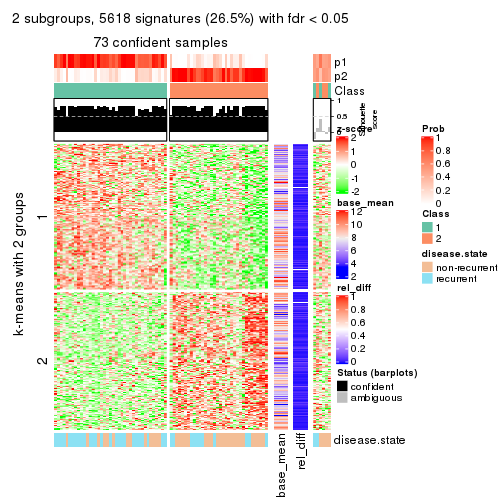 2 subgroups, 5618 signatures (26.5%) with fdr < 0.05
73 confident samples
p1
p2
Class
1
0.5
0
Silhouette
score
z-score
2
1
0
-1
-2
base_mean
12
10
8
6
4
2
rel_diff
1
0.8
0.6
0.4
0.2
0
Status (barplots)
confident
ambiguous
Prob
1
0.8
0.6
0.4
0.2
0
Class
1
2
disease.state
non-recurrent
recurrent
k-means with 2 groups
1
2
disease.state
base_mean
rel_diff